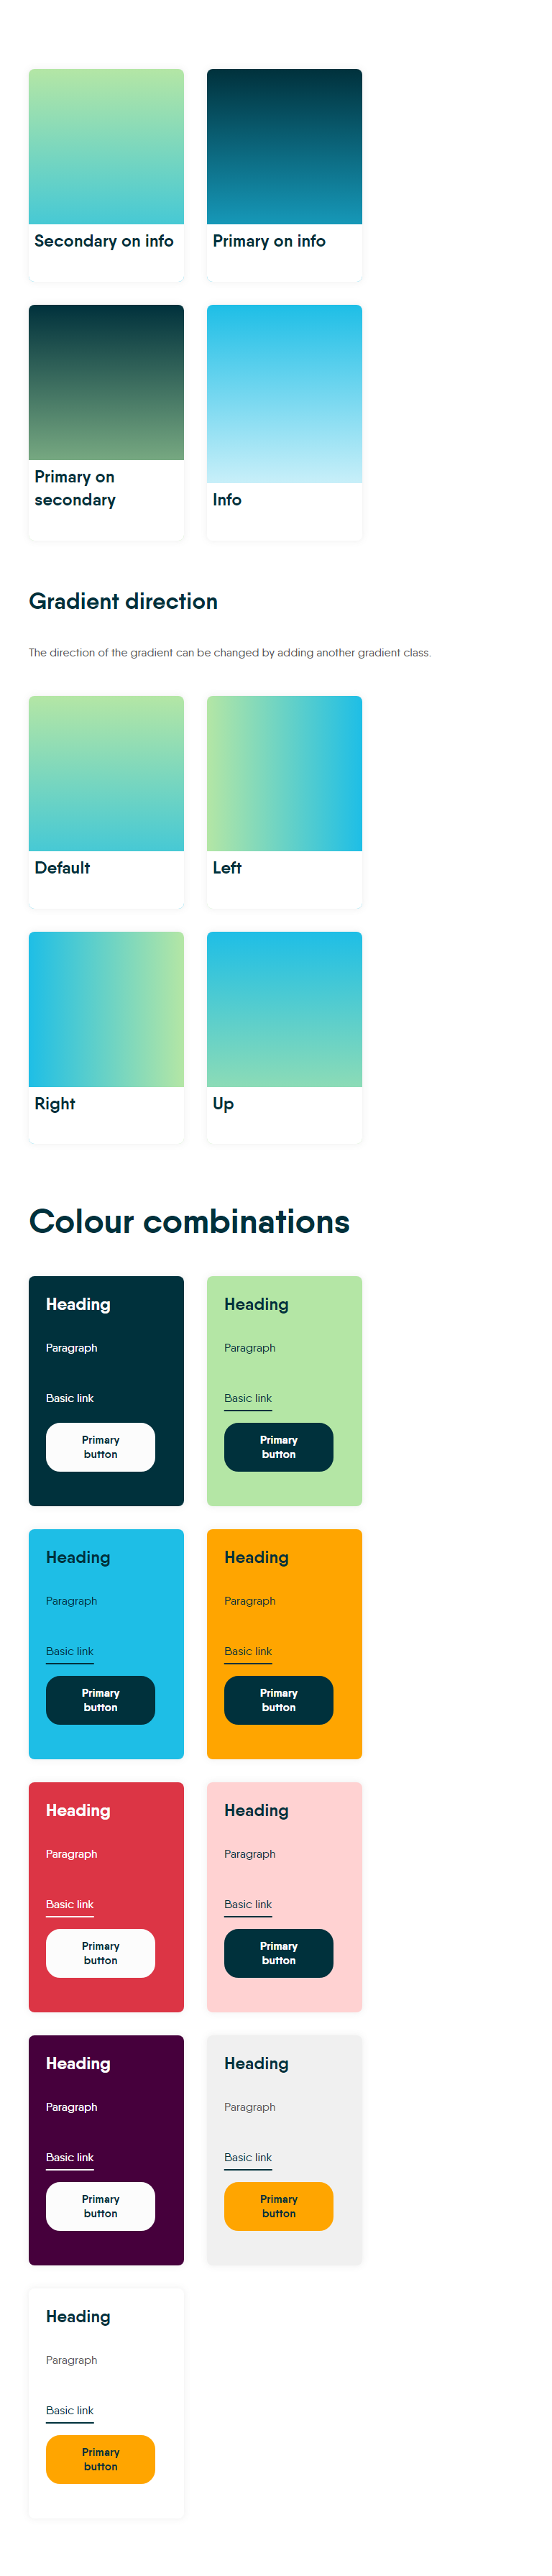 Secondary on info
Primary on info
Primary on
secondary
Info
Gradient direction
The direction of the gradient can be changed by adding another gradient class.
Default
Left
Right
Up
Colour combinations
Heading
Paragraph
Basic link
Primary
button
Heading
Paragraph
Basic link
Primary
button
Heading
Paragraph
Basic link
Primary
button
Heading
Paragraph
Basic link
Primary
button
Heading
Paragraph
Basic link
Primary
button
Heading
Paragraph
Basic link
Primary
button
Heading
Paragraph
Basic link
Primary
button
Heading
Paragraph
Basic link
Primary
button
Heading
Paragraph
Basic link
Primary
button